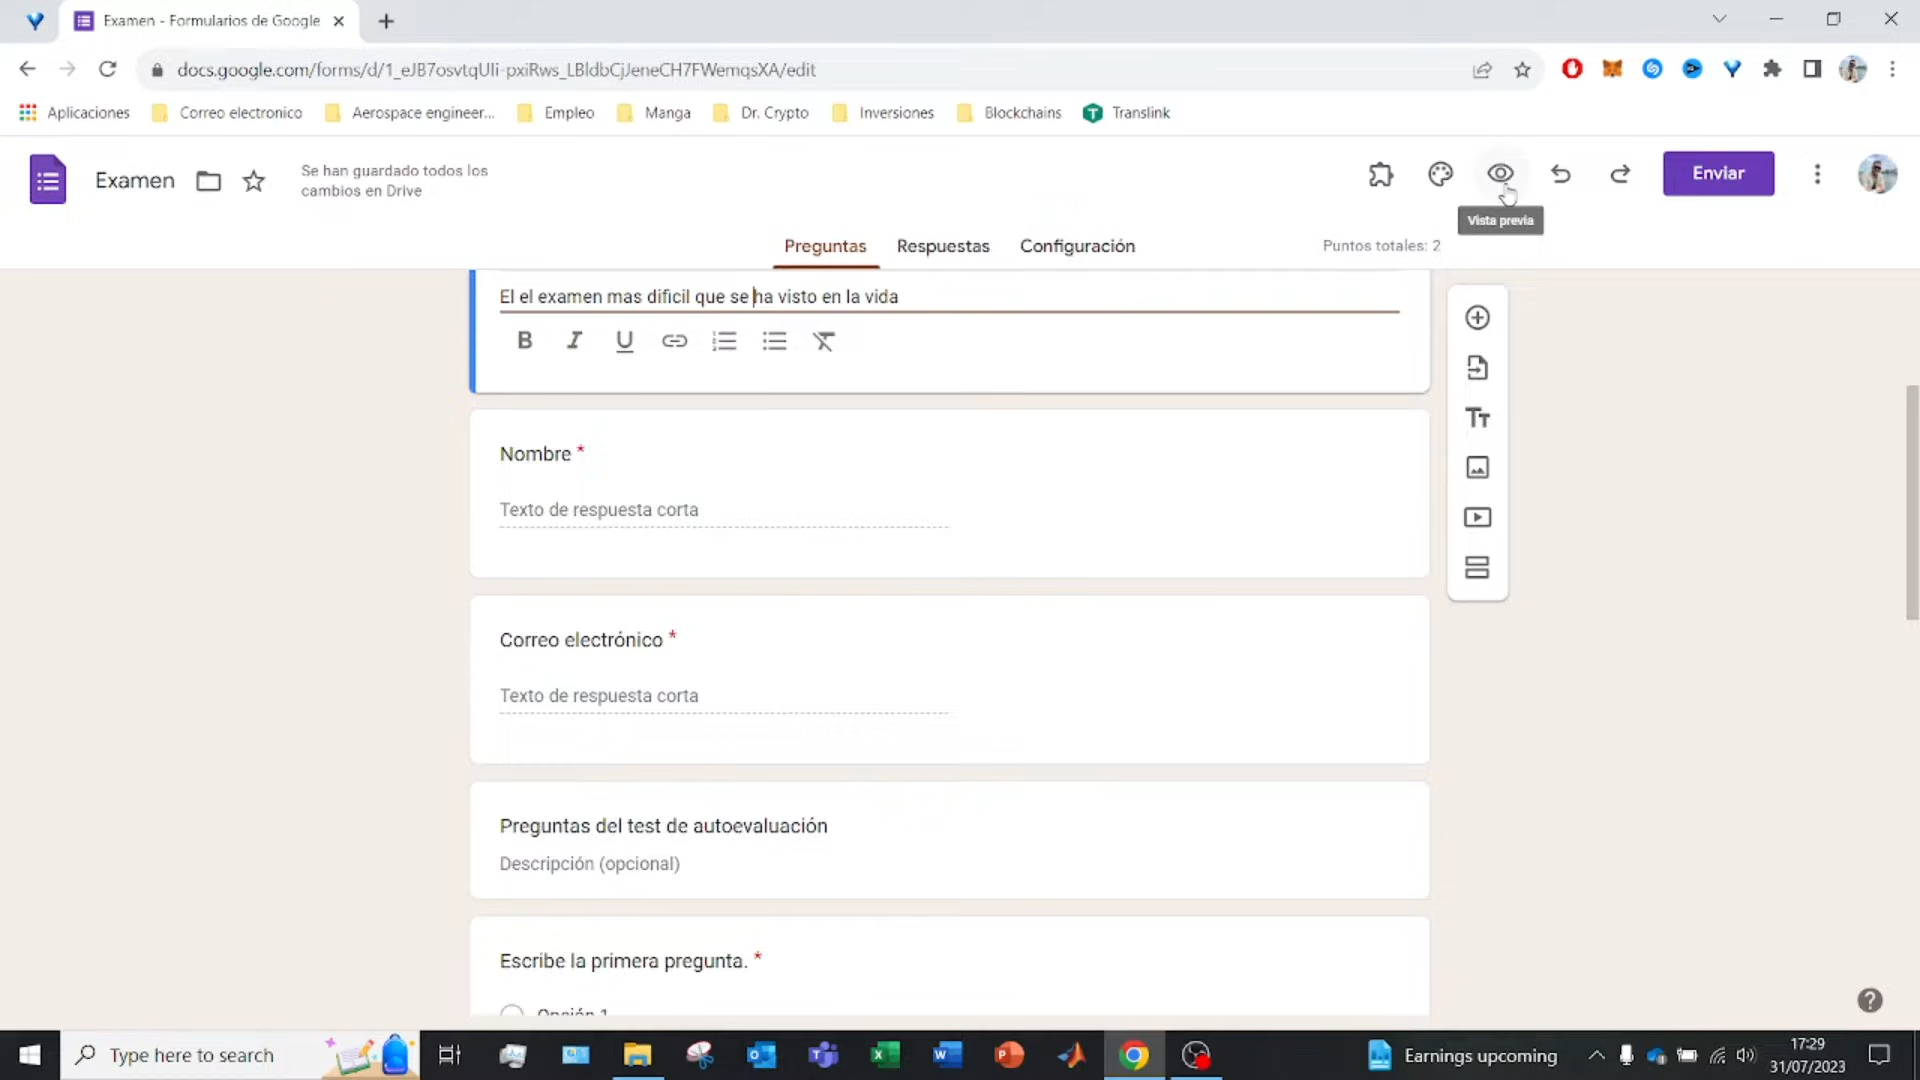 Examen - Formularios de Google
docs.google.com/forms/d/1_eJB7osvtqUIi-pxiRws_LBldbCjJeneCH7FWemqsXA/edit
Aplicaciones
Correo electronico
Aerospace engineer...
Empleo
Manga
Dr. Crypto
Inversiones
Blockchains
Translink
Examen
Se han guardado todos los
cambios en Drive
Enviar
Vista previa
Preguntas
Respuestas
Configuración
Puntos totales: 2
El el examen mas dificil que se ha visto en la vida
B I U
Tт
Nombre *
Texto de respuesta corta
Correo electrónico *
Texto de respuesta corta
Preguntas del test de autoevaluación
Descripción (opcional)
Escribe la primera pregunta. *
Opción 1
Type here to search
Earnings upcoming
17:29
31/07/2023